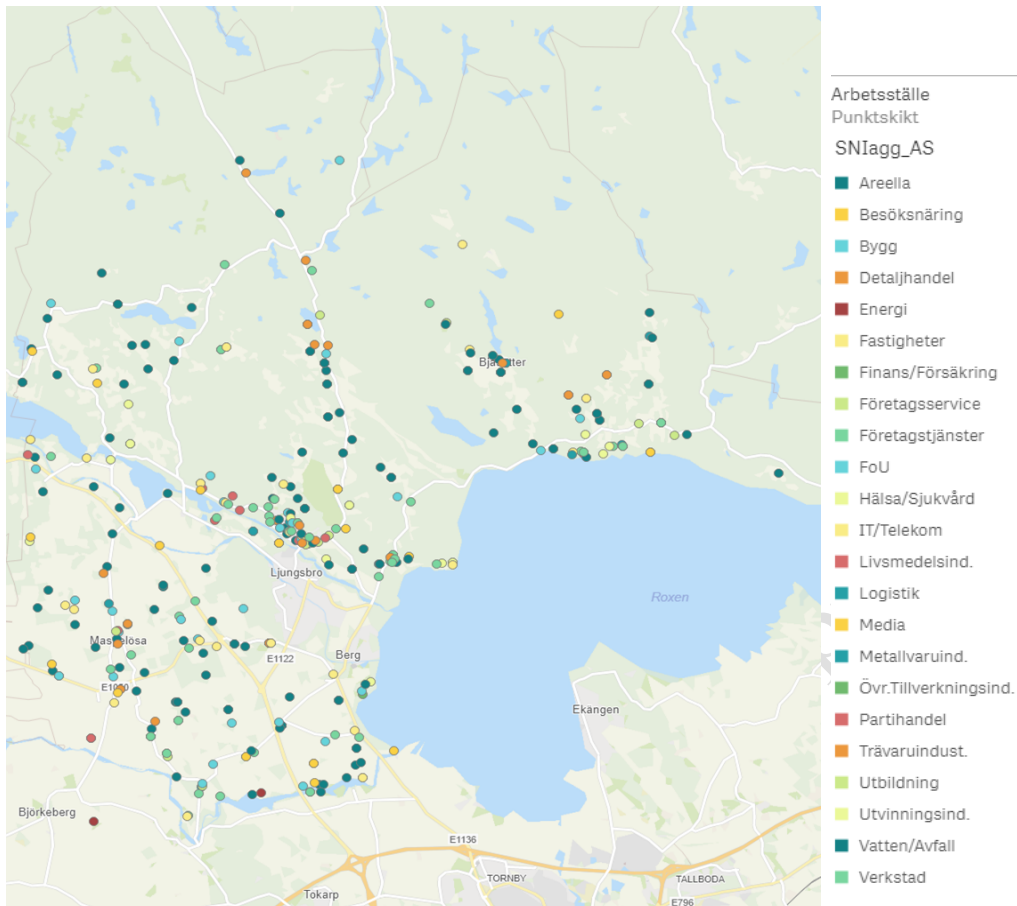 Arbetsställe
Punktskikt
SNIagg_AS
Areella
Besöksnäring
Bygg
Detaljhandel
Energi
Fastigheter
Finans/Försäkring
Företagsservice
Företagstjänster
FoU
Hälsa/Sjukvård
IT/Telekom
Livsmedelsind.
Logistik
Media
Metallvaruind.
Övr.Tillverkningsind.
Partihandel
Trävaruindust.
Utbildning
Utvinningsind.
Vatten/Avfall
Verkstad
Ljungsbro
Roxen
E1122
Berg
Ekängen
Björkeberg
E1136
TORNBY
TALLBODA
Tokarp
E796